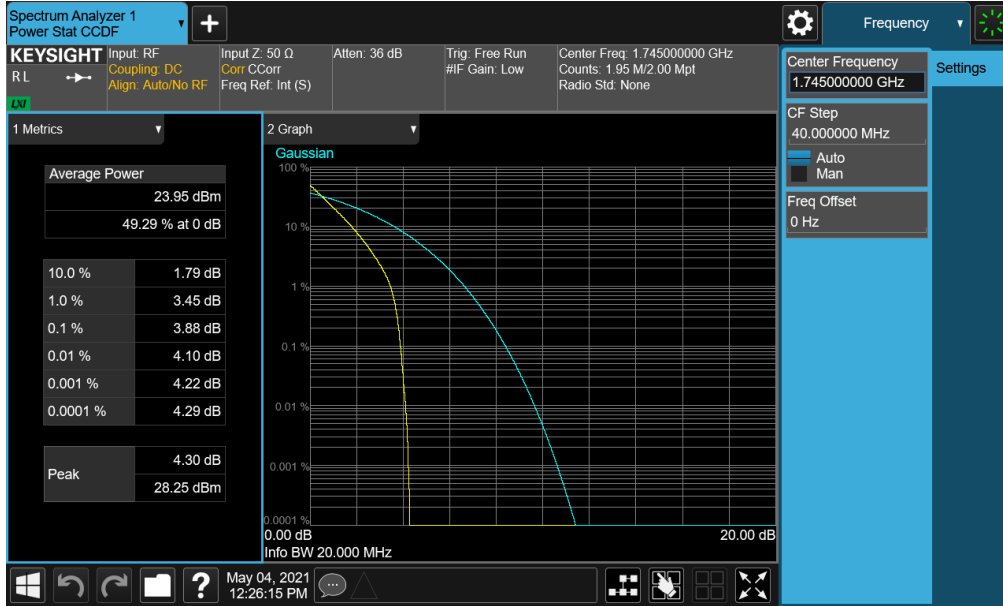 Spectrum Analyzer 1
Power Stat CCDF
Frequency
KEYSIGHT
R L
LXI
Input: RF
Coupling: DC
Align: Auto/No RF
Input Z: 50 Ω
Corr CCorr
Freq Ref: Int (S)
Atten: 36 dB
Trig: Free Run
#IF Gain: Low
Center Freq: 1.745000000 GHz
Counts: 1.95 M/2.00 Mpt
Radio Std: None
Center Frequency
1.745000000 GHz
Settings
CF Step
40.000000 MHz
Auto
Man
Freq Offset
0 Hz
1 Metrics
Average Power
23.95 dBm
49.29 % at 0 dB
10.0 % 1.79 dB
1.0 % 3.45 dB
0.1 % 3.88 dB
0.01 % 4.10 dB
0.001 % 4.22 dB
0.0001 % 4.29 dB
Peak
4.30 dB
28.25 dBm
2 Graph
Gaussian
100 %
10 %
1 %
0.1 %
0.01 %
0.001 %
0.0001 %
0.00 dB 20.00 dB
Info BW 20.000 MHz
?
May 04, 2021
12:26:15 PM